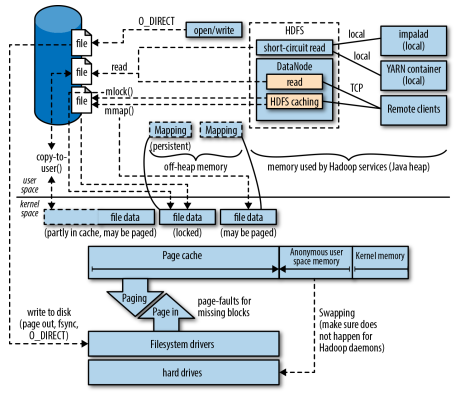 O_DIRECT
open/write
HDFS
local
impalad
(local)
file
short-circuit read
local
DataNode
file
read
read
YARN container
(local)
TCP
file
mlock()
HDFS caching
Remote clients
mmap()
Mapping
Mapping
(persistent)
copy-to-
user()
off-heap memory
memory used by Hadoop services (Java heap)
user
space
kernel
space
file data
file data
file data
(partly in cache, may be paged)
(locked)
(may be paged)
Page cache
Anonymous user
space memory
Kernel memory
Paging
Page in
page-faults for
missing blocks
write to disk
(page out, fsync,
O_DIRECT)
Swapping
(make sure does
not happen for
Hadoop daemons)
Filesystem drivers
hard drives